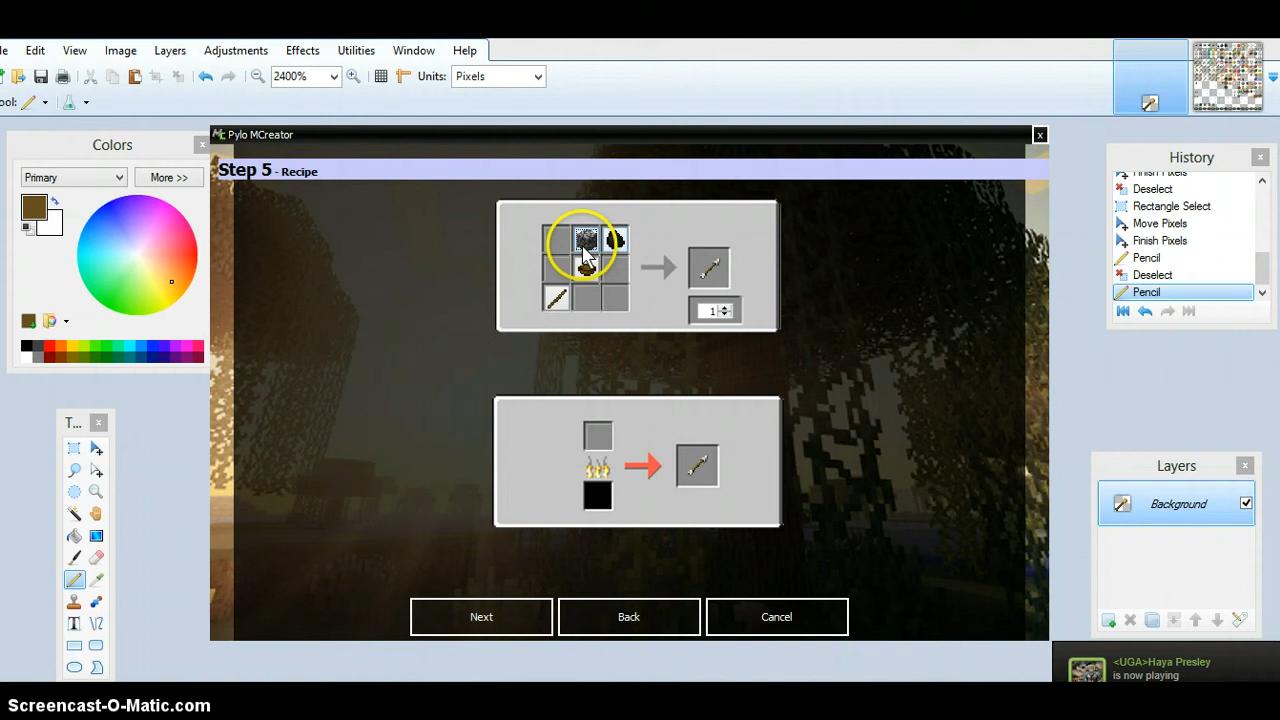 le Edit View Image Layers Adjustments Effects Utilities Window Help
2400% Units: Pixels
ool:
Colors
Primary
More >>
Pylo MCreator
Step 5 - Recipe
1
Next
Back
Cancel
History
Finish Pixels
Deselect
Rectangle Select
Move Pixels
Finish Pixels
Pencil
Deselect
Pencil
T...
Layers
Background
<UGA>Haya Presley
is now playing
Screencast-O-Matic.com